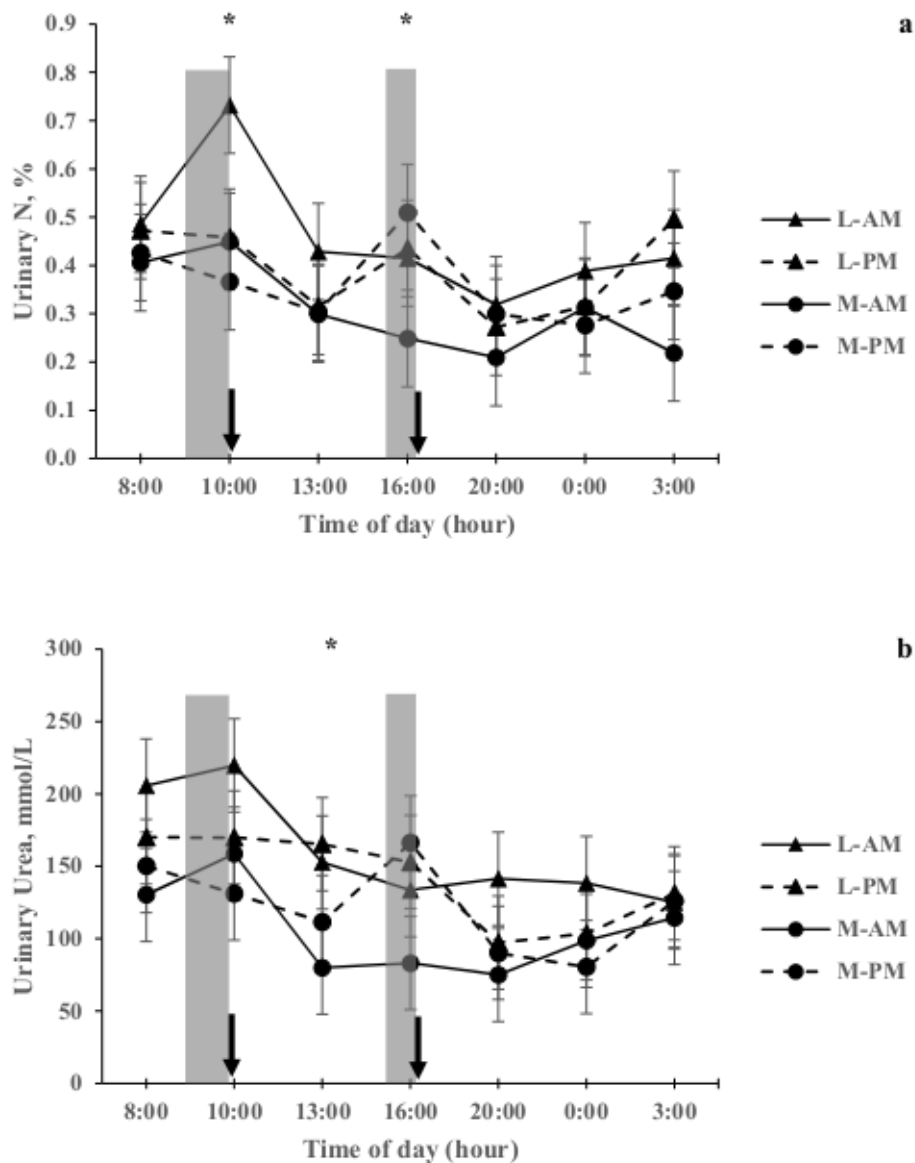 * *
a
0.9
0.8
0.7
0.6
0.5
0.4
0.3
0.2
0.1
0.0
Urinary N, %
8:00 10:00 13:00 16:00 20:00 0:00 3:00
Time of day (hour)
L-AM
L-PM
M-AM
M-PM
*
b
300
250
200
150
100
50
0
Urinary Urea, mmol/L
8:00 10:00 13:00 16:00 20:00 0:00 3:00
Time of day (hour)
L-AM
L-PM
M-AM
M-PM